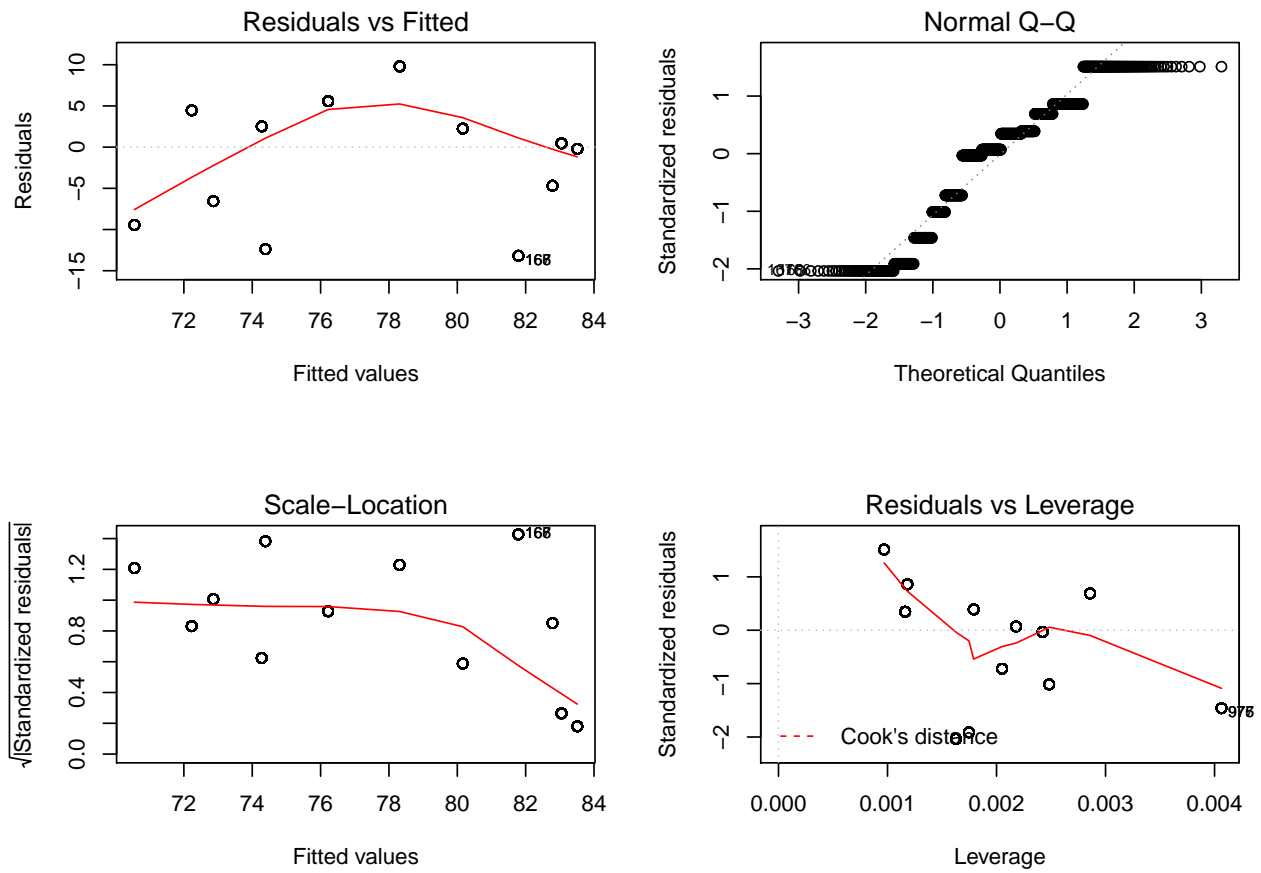 Residuals vs Fitted
Residuals
10
5
0
−5
−15
72 74 76 78 80 82 84
Fitted values
Normal Q−Q
Standardized residuals
1
0
−1
−2
−3 −2 −1 0 1 2 3
Theoretical Quantiles
Scale−Location
√|Standardized residuals|
1.2
0.8
0.4
0.0
72 74 76 78 80 82 84
Fitted values
Residuals vs Leverage
Standardized residuals
1
0
−1
−2
Cook's distance
0.000 0.001 0.002 0.003 0.004
Leverage